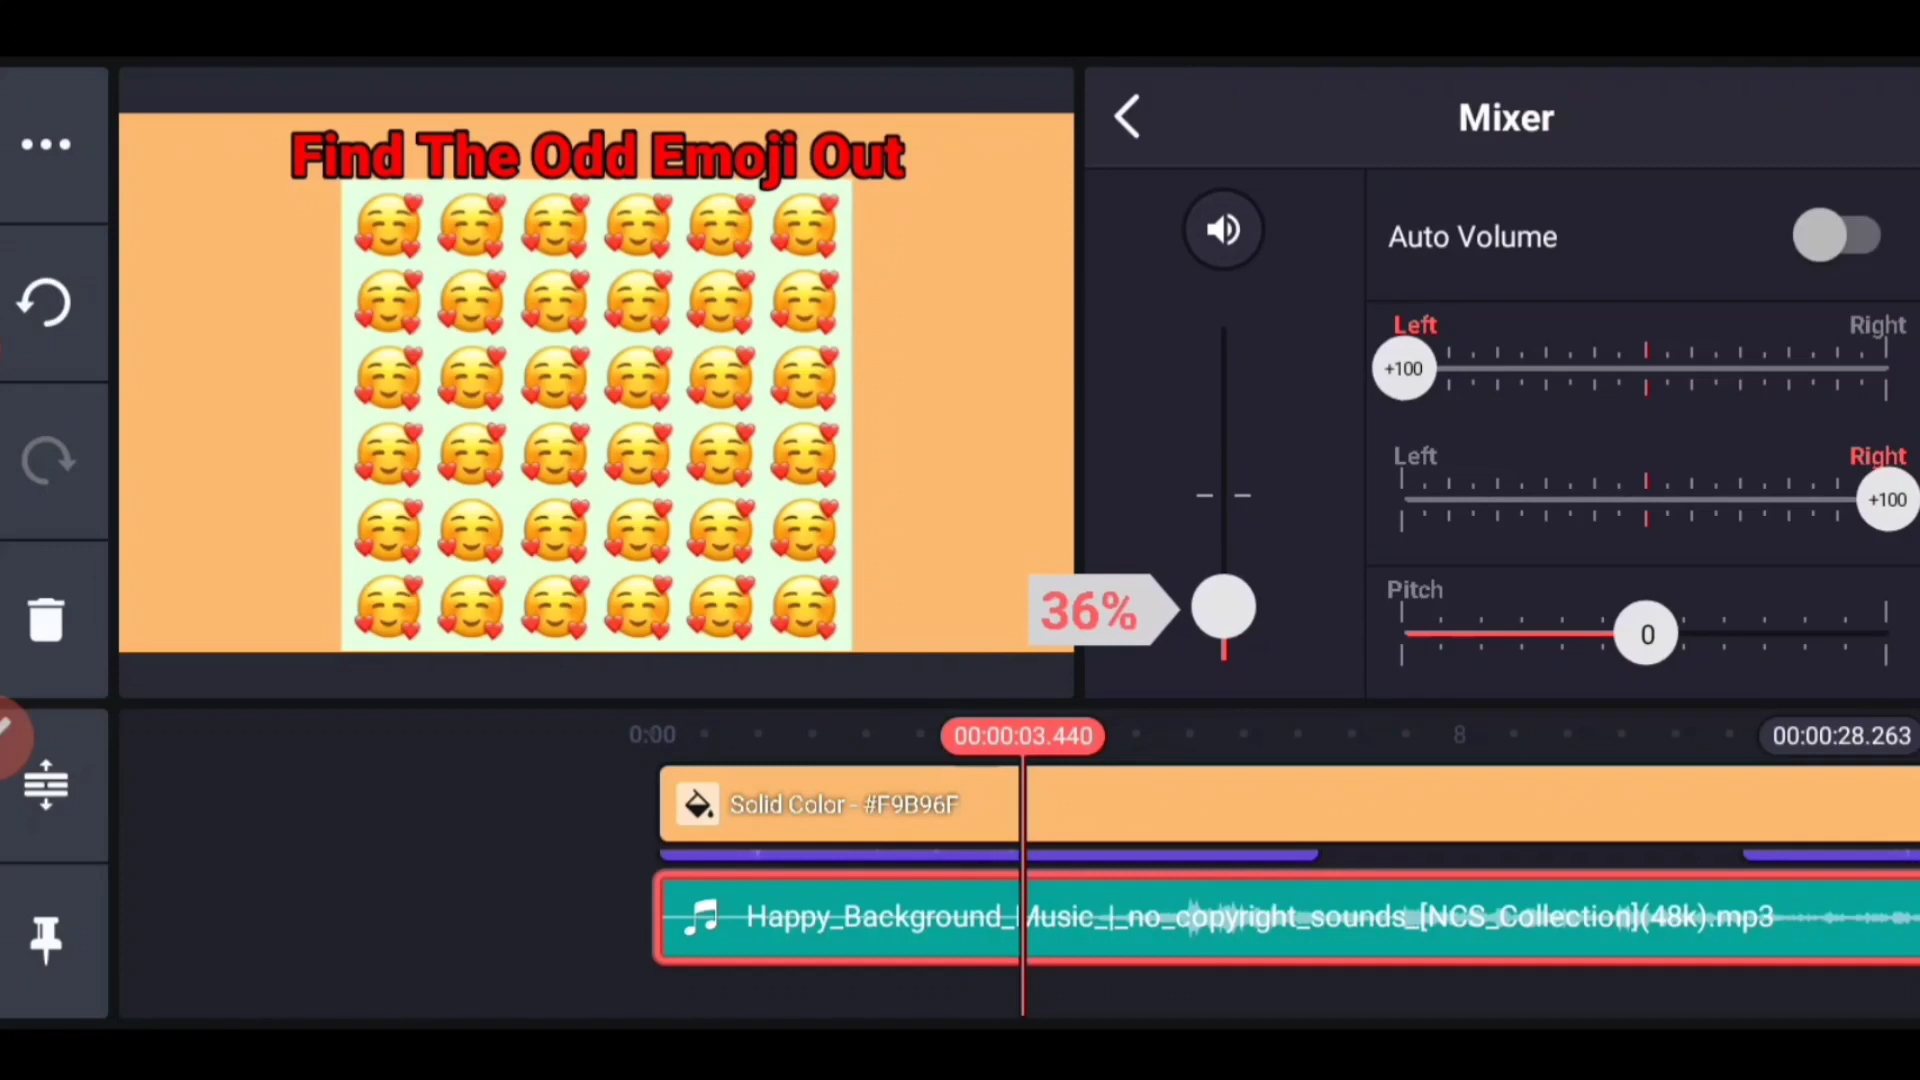 Find The Odd Emoji Out
Mixer
Auto Volume
Left
Right
+100
Left
Right
+100
36%
Pitch
0
0:00
00:00:03.440
8
00:00:28.263
Solid Color - #F9B96F
Happy_Background_Music_|_no_copyright_sounds_[NCS_Collection](48k).mp3